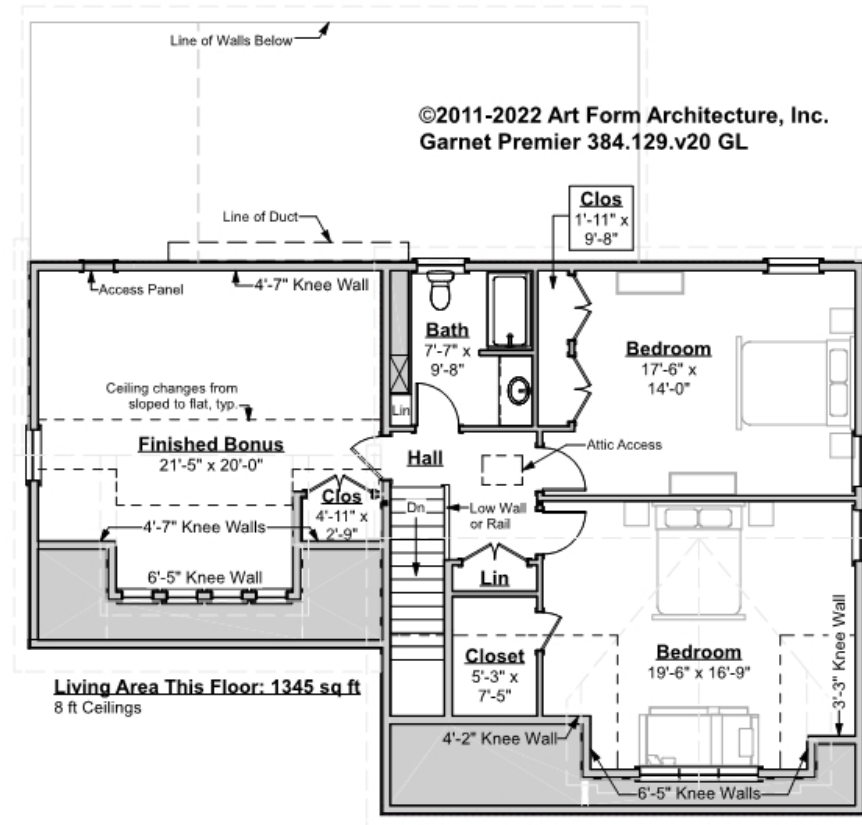 Line of Walls Below
©2011-2022 Art Form Architecture, Inc.
Garnet Premier 384.129.v20 GL
Clos
1'-11" x
9'-8"
Line of Duct
Access Panel
4'-7" Knee Wall
Bath
7'-7" x
9'-8"
Bedroom
17'-6" x
14'-0"
Ceiling changes from
sloped to flat, typ.
Lin
Finished Bonus
21'-5" x 20'-0"
Hall
Attic Access
Clos
4'-11" x
2'-9"
Dn
Low Wall
or Rail
4'-7" Knee Walls
6'-5" Knee Wall
Lin
Closet
5'-3" x
7'-5"
Bedroom
19'-6" x 16'-9"
3'-3" Knee Wall
Living Area This Floor: 1345 sq ft
8 ft Ceilings
4'-2" Knee Wall
6'-5" Knee Walls